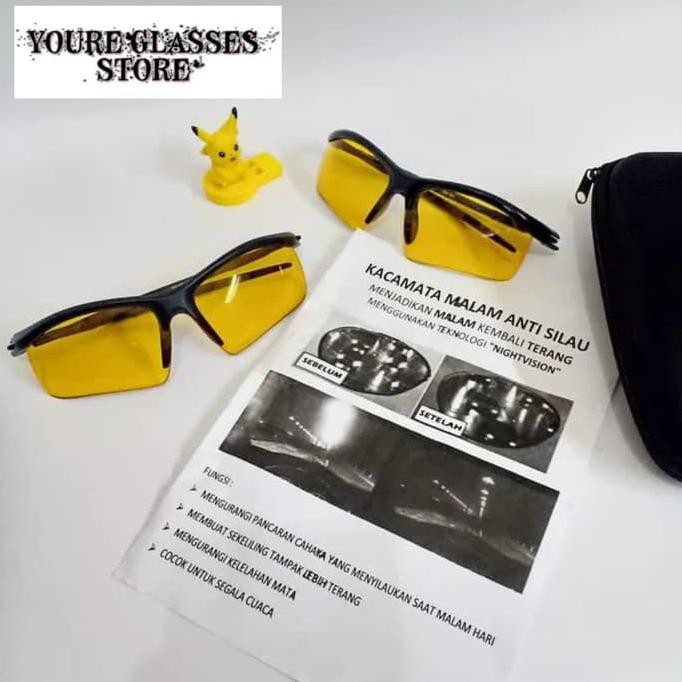 YOURE GLASSES
STORE
KACAMATA MALAM ANTI SILAU
MENJADIKAN MALAM KEMBALI TERANG
MENGGUNAKAN TEKNOLOGI "NIGHTVISION"
SEBELUM
SETELAH
FUNGSI :
➢ MENGURANGI PANCARAN CAHAYA YANG MENYILAUKAN SAAT MALAM HARI
➢ MEMBUAT SEKELILING TAMPAK LEBIH TERANG
➢ MENGURANGI KELELAHAN MATA
➢ COCOK UNTUK SEGALA CUACA